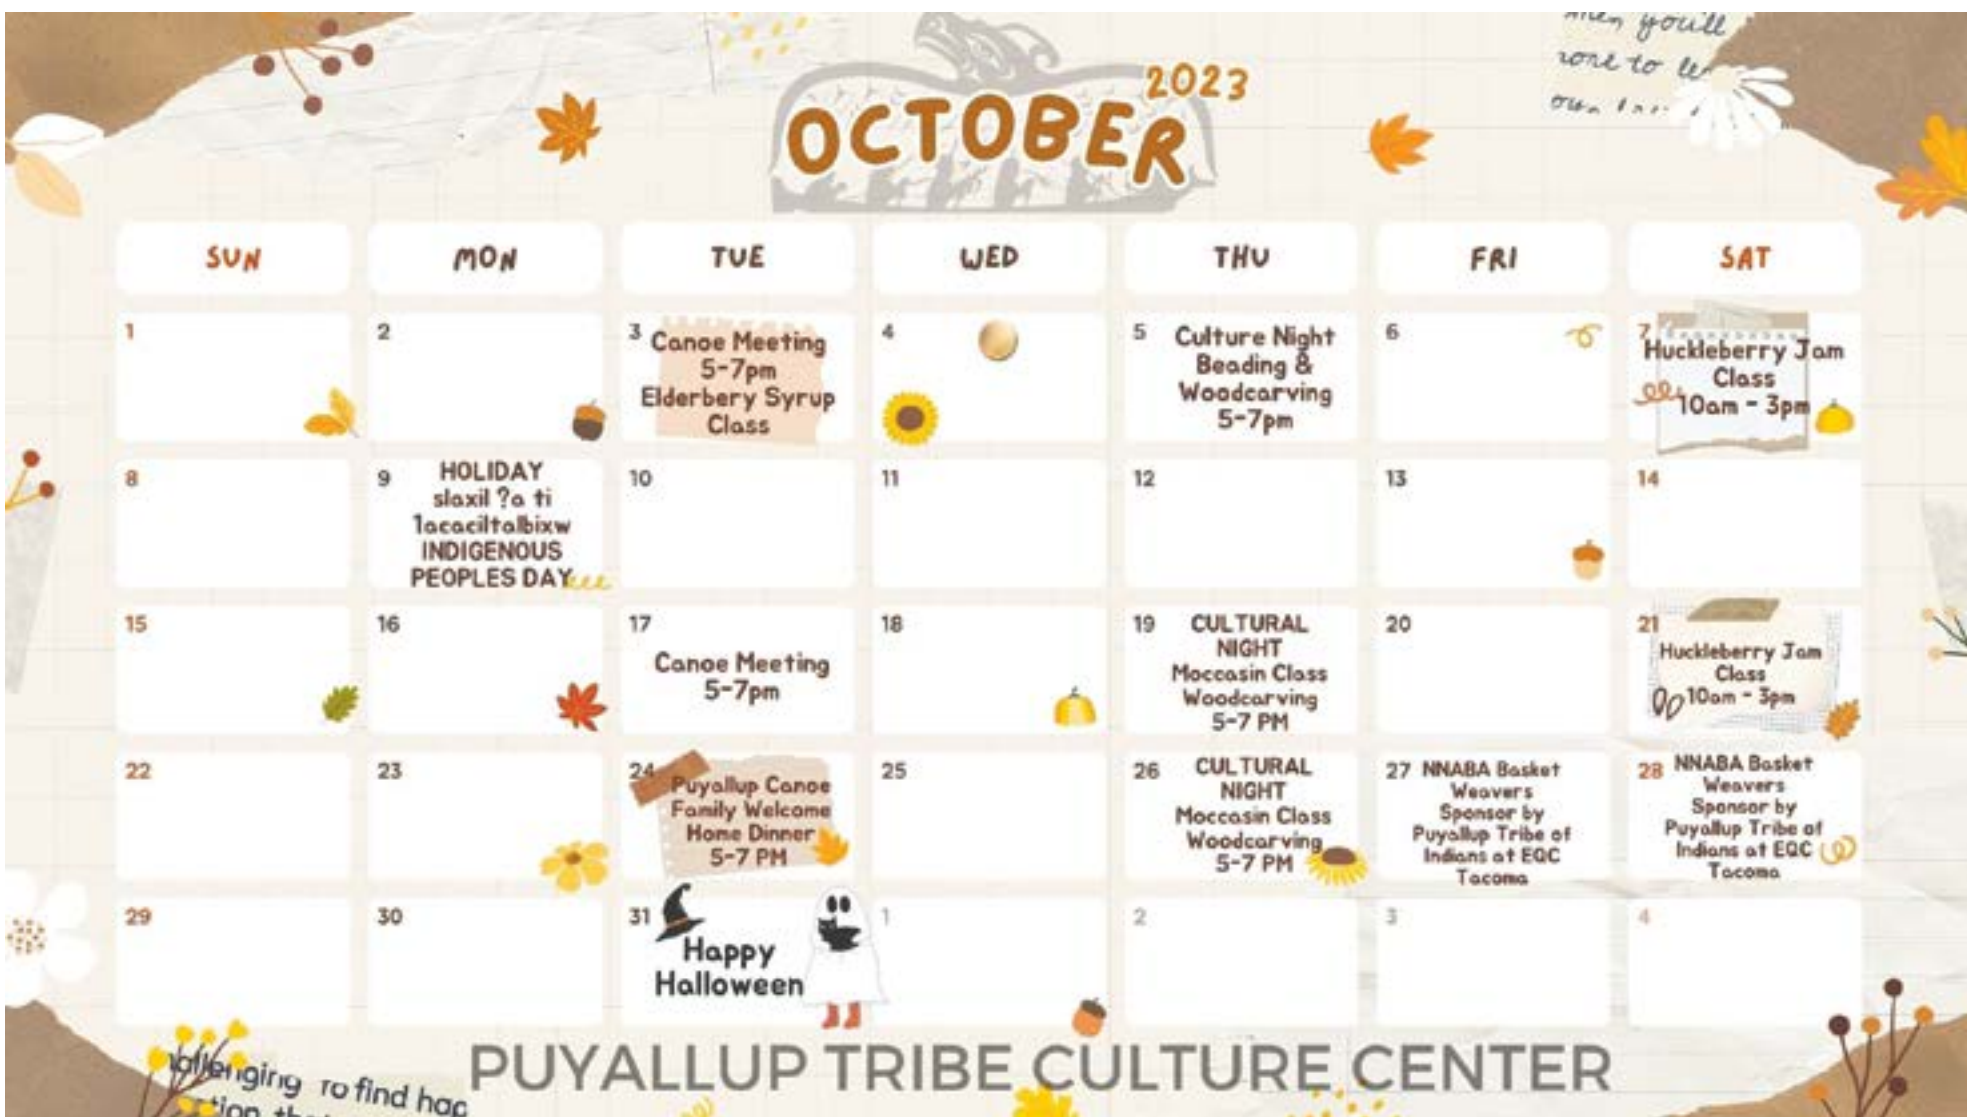 OCTOBER 2023
SUN MON TUE WED THU FRI SAT
1
2
3
Canoe Meeting
5-7pm
Elderbery Syrup
Class
4
5
Culture Night
Beading &
Woodcarving
5-7pm
6
7
Huckleberry Jam
Class
10am - 3pm
8
9
HOLIDAY
slaxil ?a ti
1acaciltalbixw
INDIGENOUS
PEOPLES DAY
10
11
12
13
14
15
16
17
Canoe Meeting
5-7pm
18
19
CULTURAL
NIGHT
Moccasin Class
Woodcarving
5-7 PM
20
21
Huckleberry Jam
Class
10am - 3pm
22
23
24
Puyallup Canoe
Family Welcome
Home Dinner
5-7 PM
25
26
CULTURAL
NIGHT
Moccasin Class
Woodcarving
5-7 PM
27
NNABA Basket
Weavers
Sponsor by
Puyallup Tribe of
Indians at EQC
Tacoma
28
NNABA Basket
Weavers
Sponsor by
Puyallup Tribe of
Indians at EQC
Tacoma
29
30
31
Happy
Halloween
1
2
3
4
PUYALLUP TRIBE CULTURE CENTER
you'll
to
to find